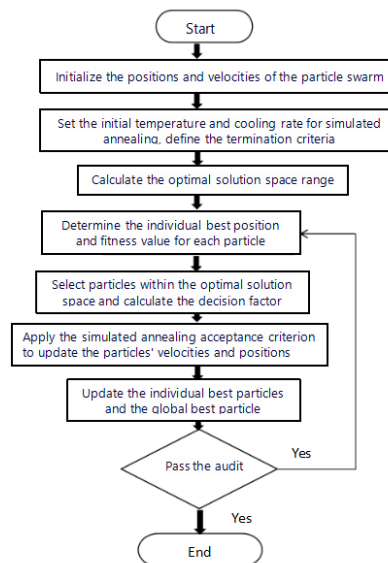 Start
Initialize the positions and velocities of the particle swarm
Set the initial temperature and cooling rate for simulated
annealing, define the termination criteria
Calculate the optimal solution space range
Determine the individual best position
and fitness value for each particle
Select particles within the optimal solution
space and calculate the decision factor
Apply the simulated annealing acceptance criterion
to update the particles' velocities and positions
Update the individual best particles
and the global best particle
Pass the audit
Yes
Yes
End